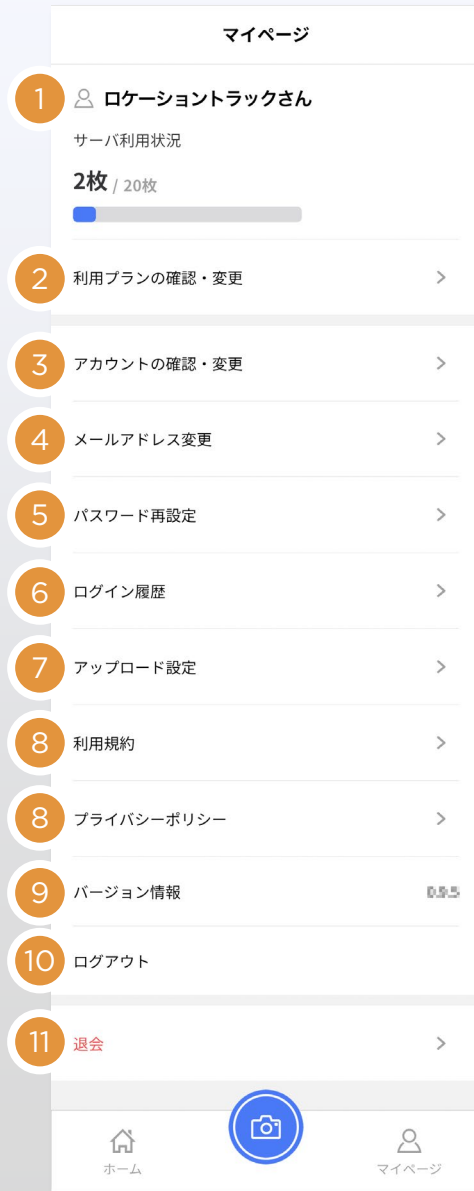 マイページ
1 ロケーショントラックさん
サーバ利用状況
2枚 / 20枚
2 利用プランの確認・変更
3 アカウントの確認・変更
4 メールアドレス変更
5 パスワード再設定
6 ログイン履歴
7 アップロード設定
8 利用規約
8 プライバシーポリシー
9 バージョン情報
10 ログアウト
11 退会
ホーム マイページ